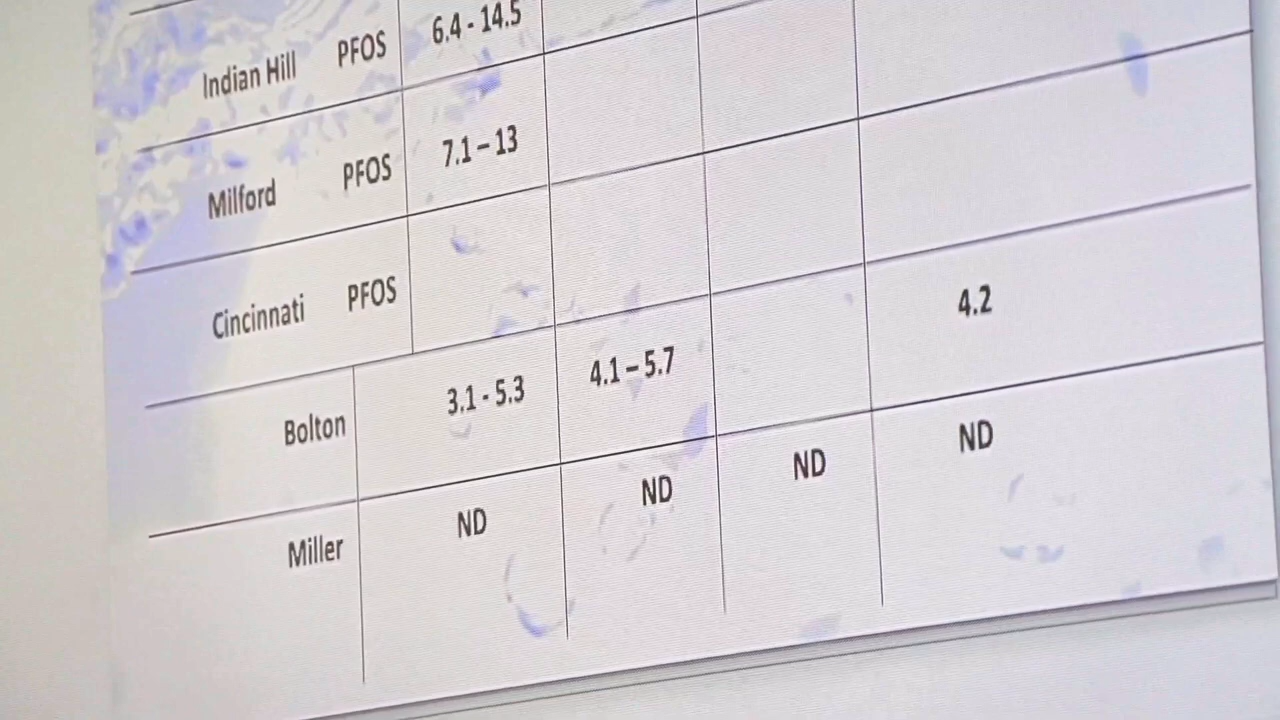 Indian Hill PFOS 6.4 - 14.5
Milford PFOS 7.1 – 13
Cincinnati PFOS
Bolton 3.1 - 5.3 4.1 – 5.7 4.2
Miller ND ND ND ND